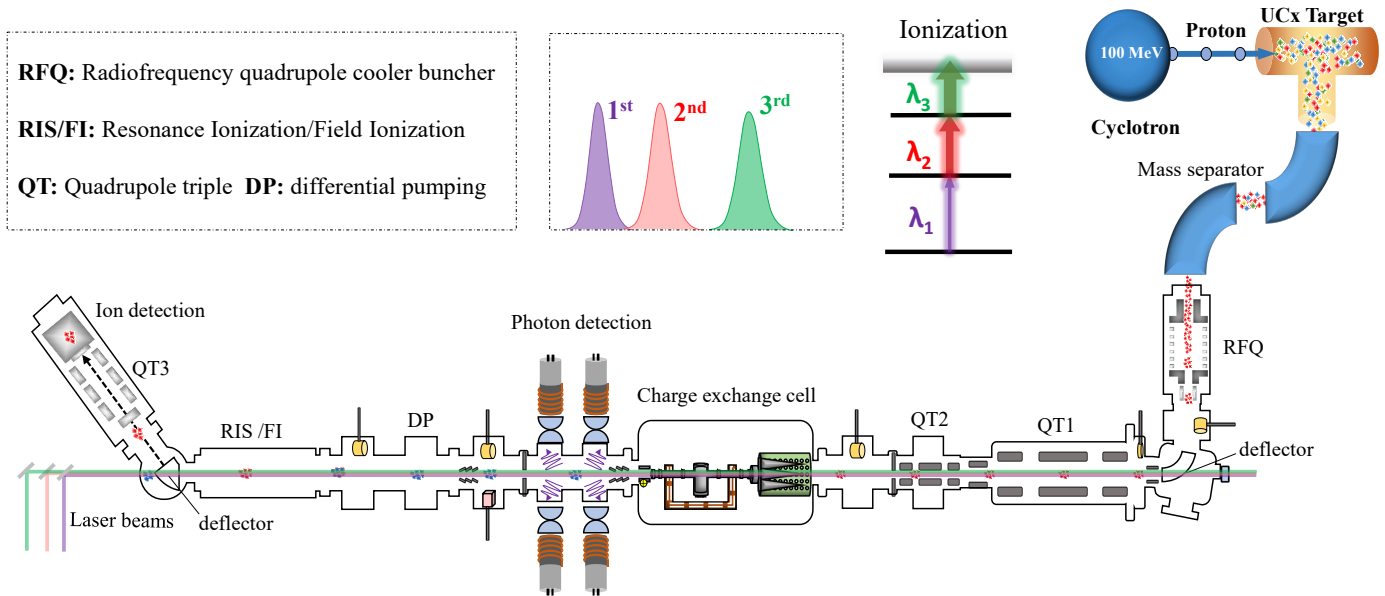 RFQ: Radiofrequency quadrupole cooler buncher
RIS/FI: Resonance Ionization/Field Ionization
QT: Quadrupole triple DP: differential pumping
1st
2nd
3rd
Ionization
λ3
λ2
λ1
UCx Target
Proton
100 MeV
Cyclotron
Mass separator
RFQ
Ion detection
QT3
Photon detection
RIS /FI
DP
Charge exchange cell
QT2
QT1
deflector
Laser beams
deflector